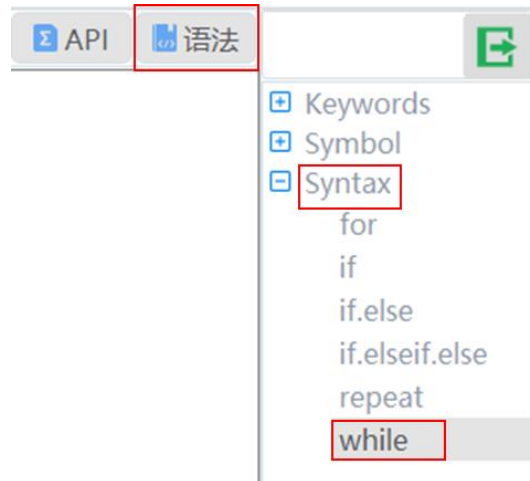 API 语法
Keywords
Symbol
Syntax
for
if
if.else
if.elseif.else
repeat
while